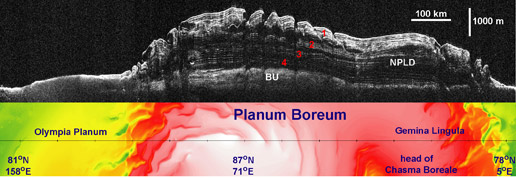 100 km
1000 m
1
2
3
4
BU
NPLD
Planum Boreum
Olympia Planum
Gemina Lingula
81°N
158°E
87°N
71°E
head of
Chasma Boreale
78°N
5°E